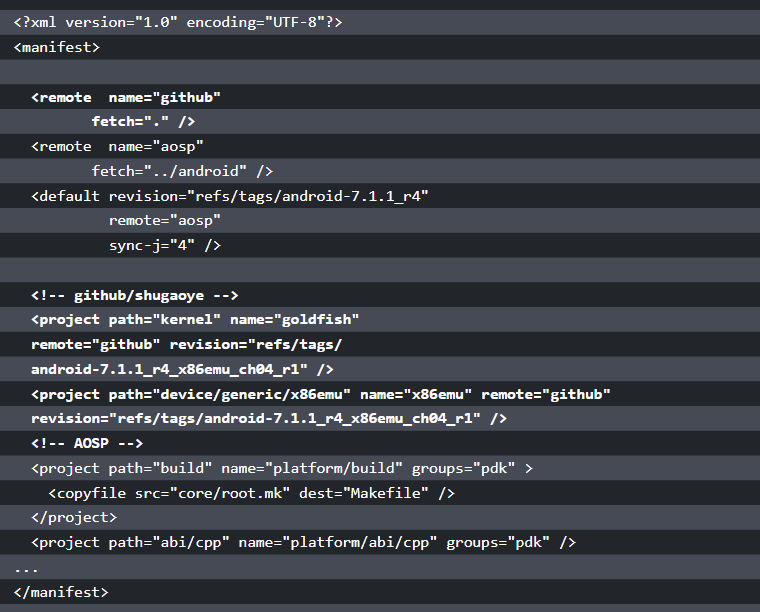 <?xml version="1.0" encoding="UTF-8"?>
<manifest>
<remote  name="github"
fetch="." />
<remote  name="aosp"
fetch="../android" />
<default revision="refs/tags/android-7.1.1_r4"
remote="aosp"
sync-j="4" />
<!-- github/shugaoye -->
<project path="kernel" name="goldfish"
remote="github" revision="refs/tags/
android-7.1.1_r4_x86emu_ch04_r1" />
<project path="device/generic/x86emu" name="x86emu" remote="github"
revision="refs/tags/android-7.1.1_r4_x86emu_ch04_r1" />
<!-- AOSP -->
<project path="build" name="platform/build" groups="pdk" >
<copyfile src="core/root.mk" dest="Makefile" />
</project>
<project path="abi/cpp" name="platform/abi/cpp" groups="pdk" />
...
</manifest>